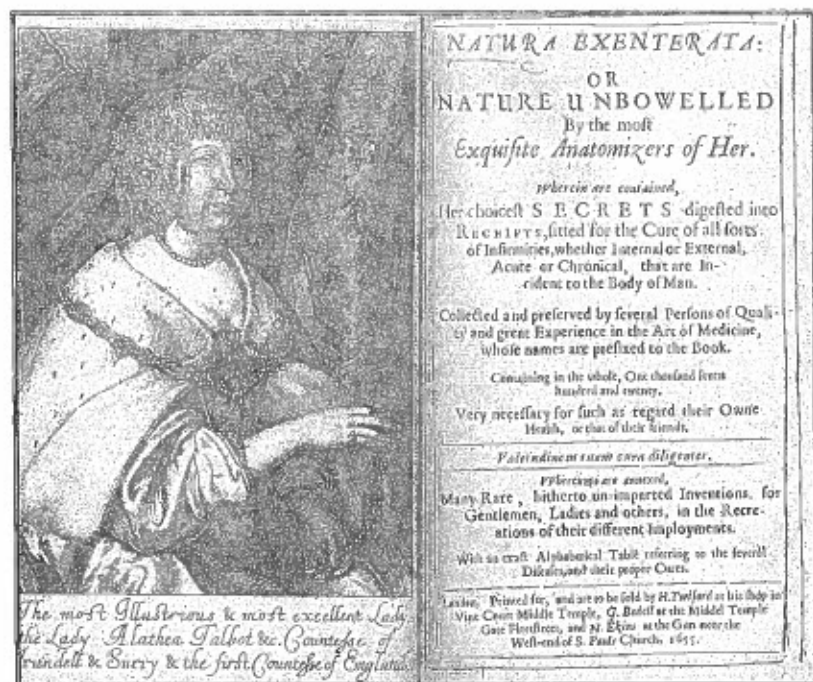 The most Illustrious & most excellent Lady
the Lady Alathea Talbot &c. Countesse of
Arundell & Surry & the first Countesse of England
NATURA EXENTERATA:
OR
NATURE UNBOWELLED
By the most
Exquiſite Anatomizers of Her.
Wherein are contained,
Her choiceſt SECRETS digeſted into
RECEIPTS, fitted for the Cure of all ſorts
of Infirmities, whether Internal or External,
Acute or Chronical, that are In-
cident to the Body of Man.
Collected and preſerved by ſeveral Perſons of Quali-
ty and great Experience in the Art of Medicine,
whoſe names are prefixed to the Book.
Containing in the whole, One thouſand ſeven
hundred and twenty.
Very neceſſary for ſuch as regard their Owne
Health, or that of their friends.
Valetudinem tuam cura diligenter.
Whereunto are annexed,
Many Rare, hitherto un-imparted Inventions, for
Gentlemen, Ladies and others, in the Recre-
ations of their different Imployments.
With an exact Alphabetical Table referring to the ſeverall
Diſeaſes, and their proper Cures.
London, Printed for, and are to be ſold by H. Twiford at his ſhop in
Vine Court Middle Temple, G. Bedell at the Middel Temple
Gate Fleetſtreet, and N. Ekins at the Gun near the
Weſt-end of S. Pauls Church, 1655.